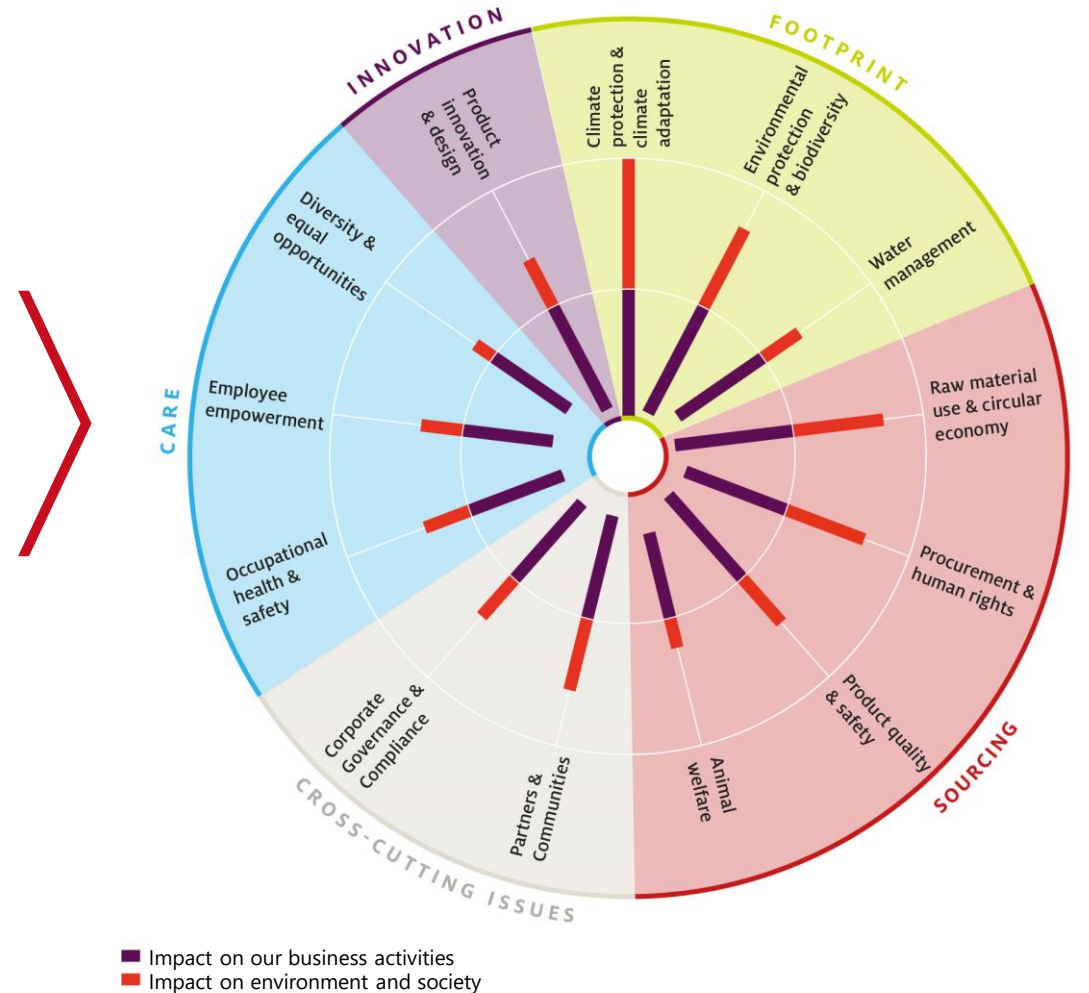 INNOVATION
FOOTPRINT
Product
innovation
& design
Climate
protection &
climate
adaptation
Environmental
protection
& biodiversity
Water
management
Diversity &
equal
opportunities
Employee
empowerment
CARE
Occupational
health &
safety
Raw material
use & circular
economy
Procurement &
human rights
Product quality
& safety
SOURCING
Animal
welfare
Partners &
Communities
Corporate
Governance &
Compliance
CROSS-CUTTING ISSUES
Impact on our business activities
Impact on environment and society